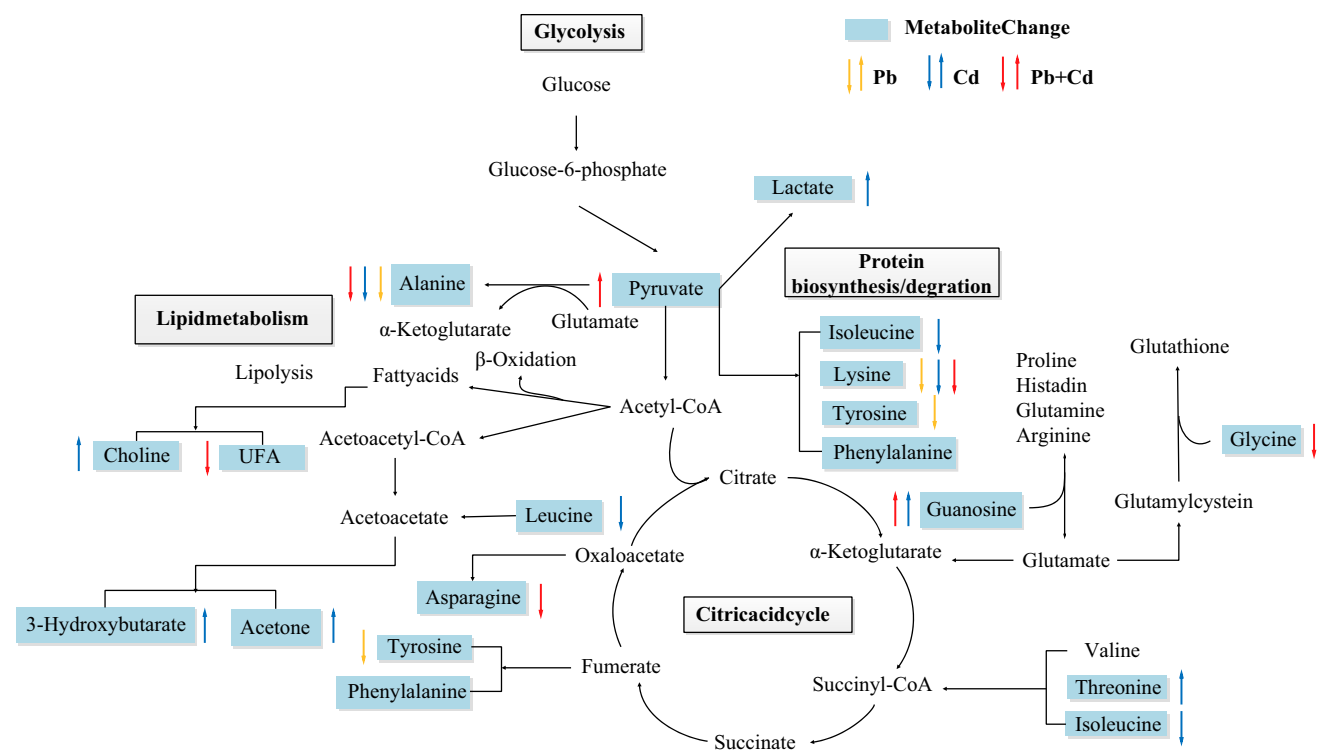 Glycolysis
MetaboliteChange
Pb
Cd
Pb+Cd
Glucose
Glucose-6-phosphate
Lactate
Protein
biosynthesis/degration
Alanine
Pyruvate
Lipidmetabolism
α-Ketoglutarate
Glutamate
β-Oxidation
Lipolysis
Fattyacids
Acetyl-CoA
Isoleucine
Lysine
Tyrosine
Phenylalanine
Proline
Histadin
Glutamine
Arginine
Glutathione
Glycine
Choline
UFA
Acetoacetyl-CoA
Citrate
Guanosine
Glutamylcystein
Acetoacetate
Leucine
Oxaloacetate
α-Ketoglutarate
Glutamate
Asparagine
3-Hydroxybutarate
Acetone
Citricacidcycle
Tyrosine
Phenylalanine
Fumerate
Succinyl-CoA
Valine
Threonine
Isoleucine
Succinate